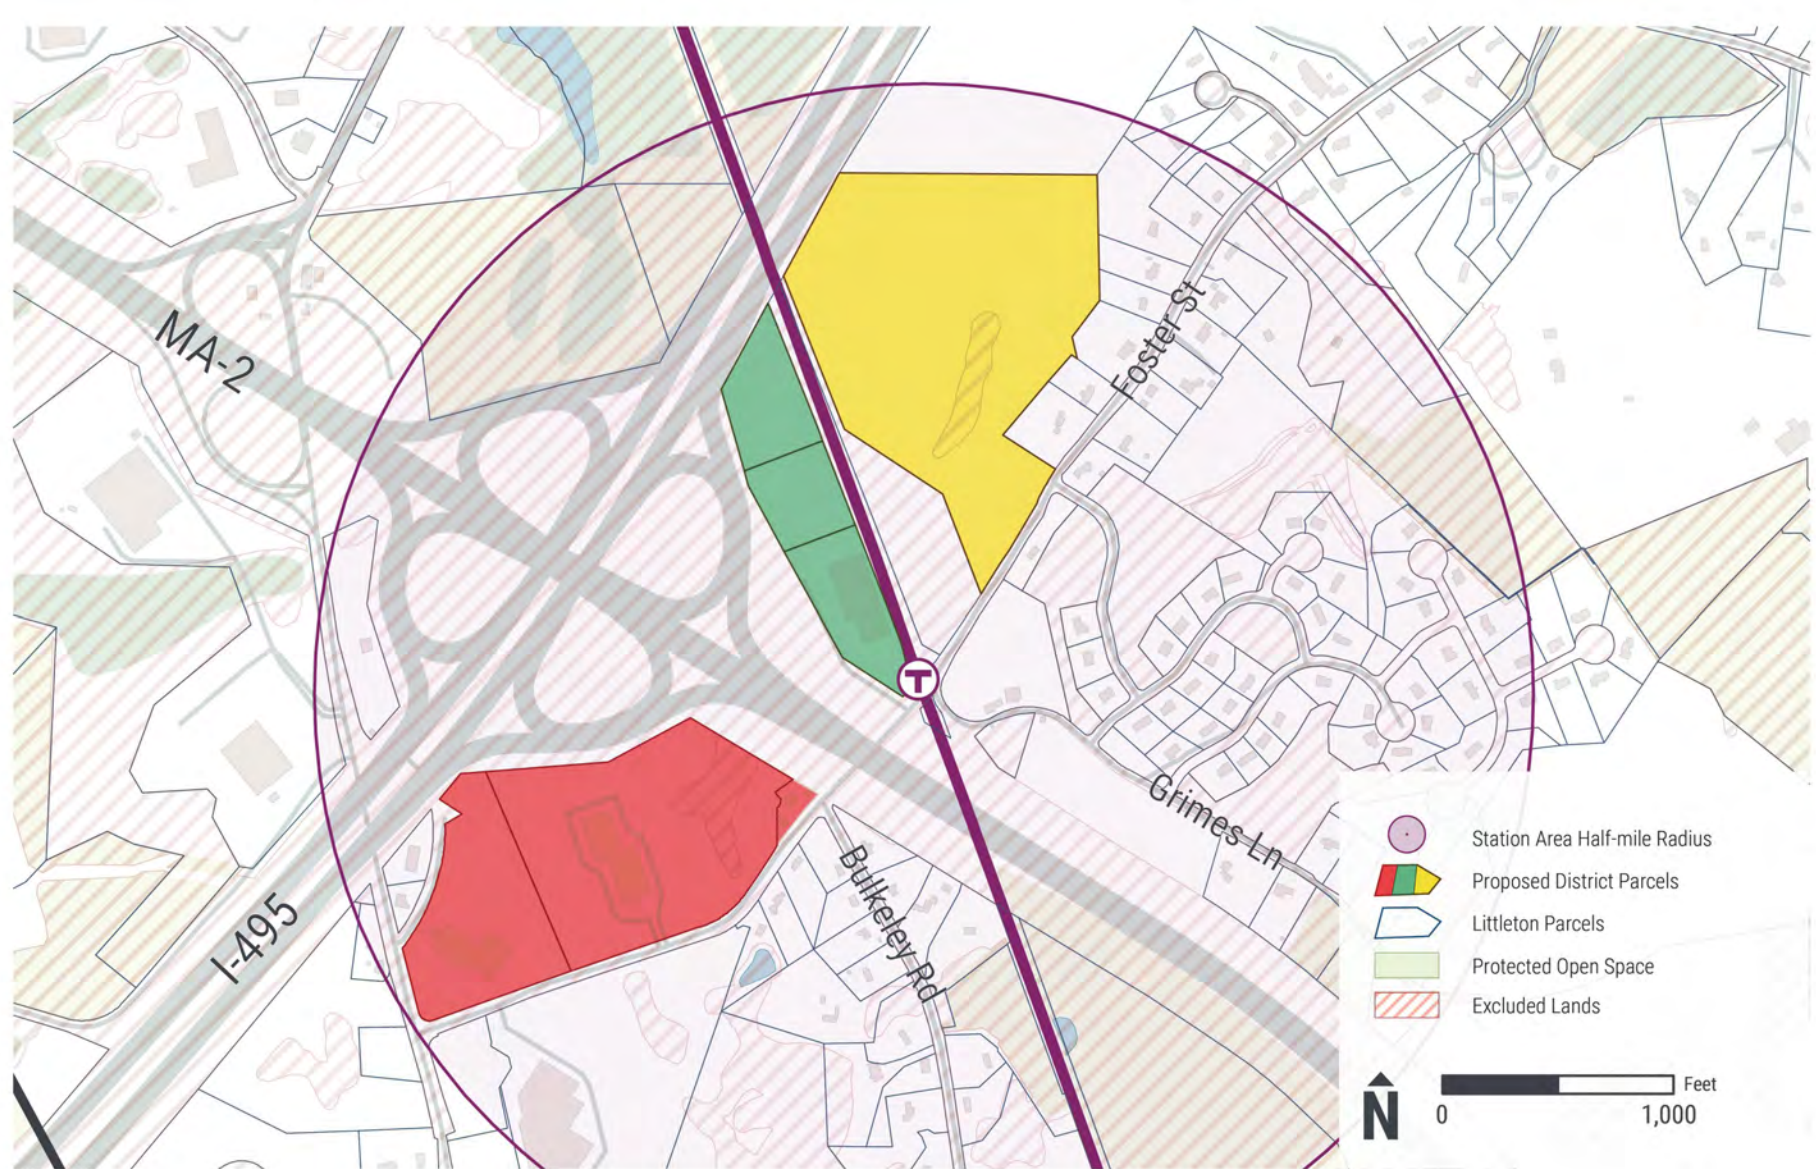 MA-2
Foster St
T
Grimes Ln
Bulkeley Rd
I-495
Station Area Half-mile Radius
Proposed District Parcels
Littleton Parcels
Protected Open Space
Excluded Lands
N
Feet
0
1,000